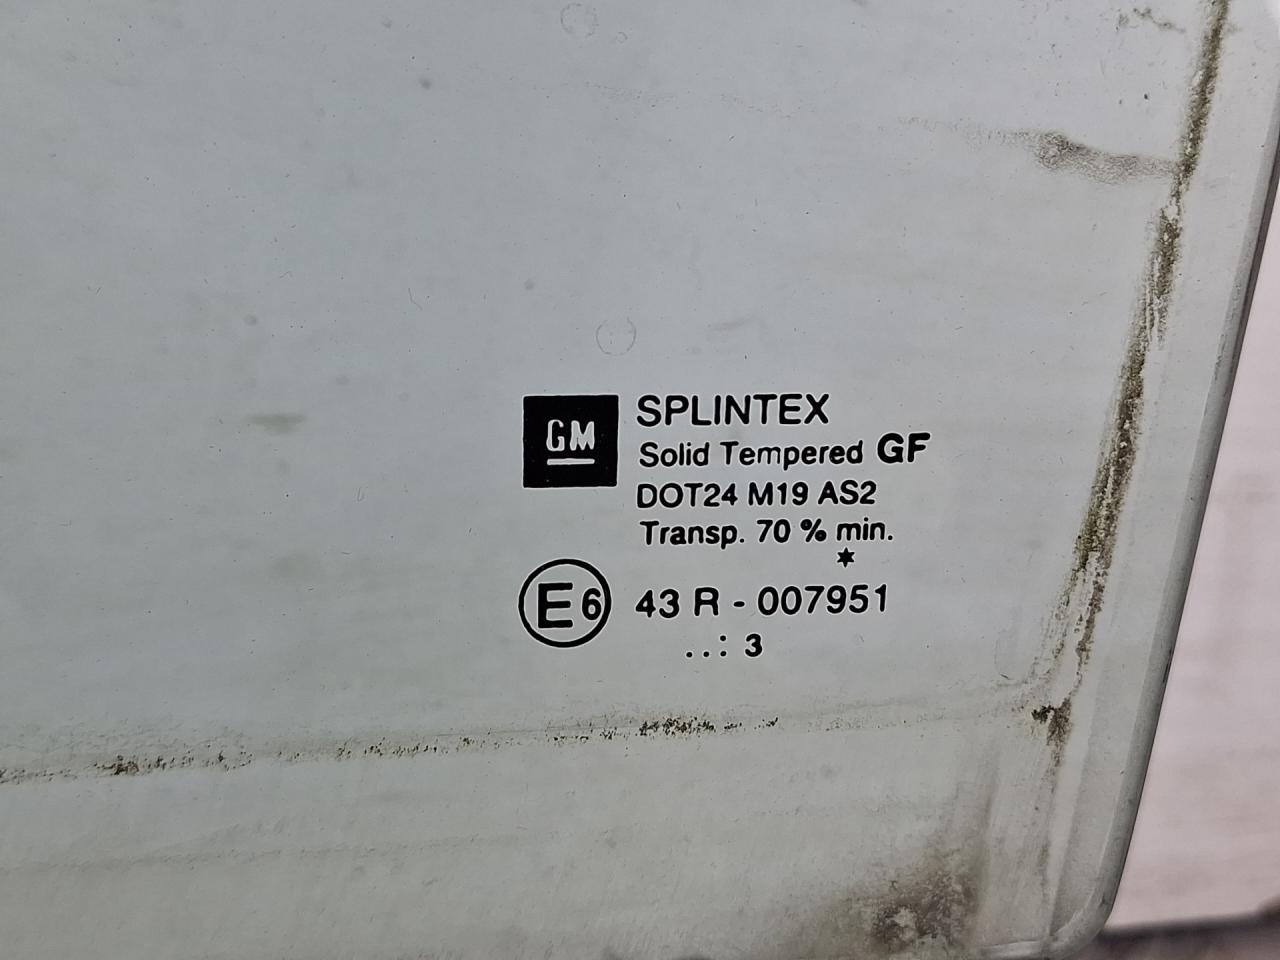 GM
SPLINTEX
Solid Tempered GF
DOT24 M19 AS2
Transp. 70 % min.
★
E6 43 R - 007951
..: 3